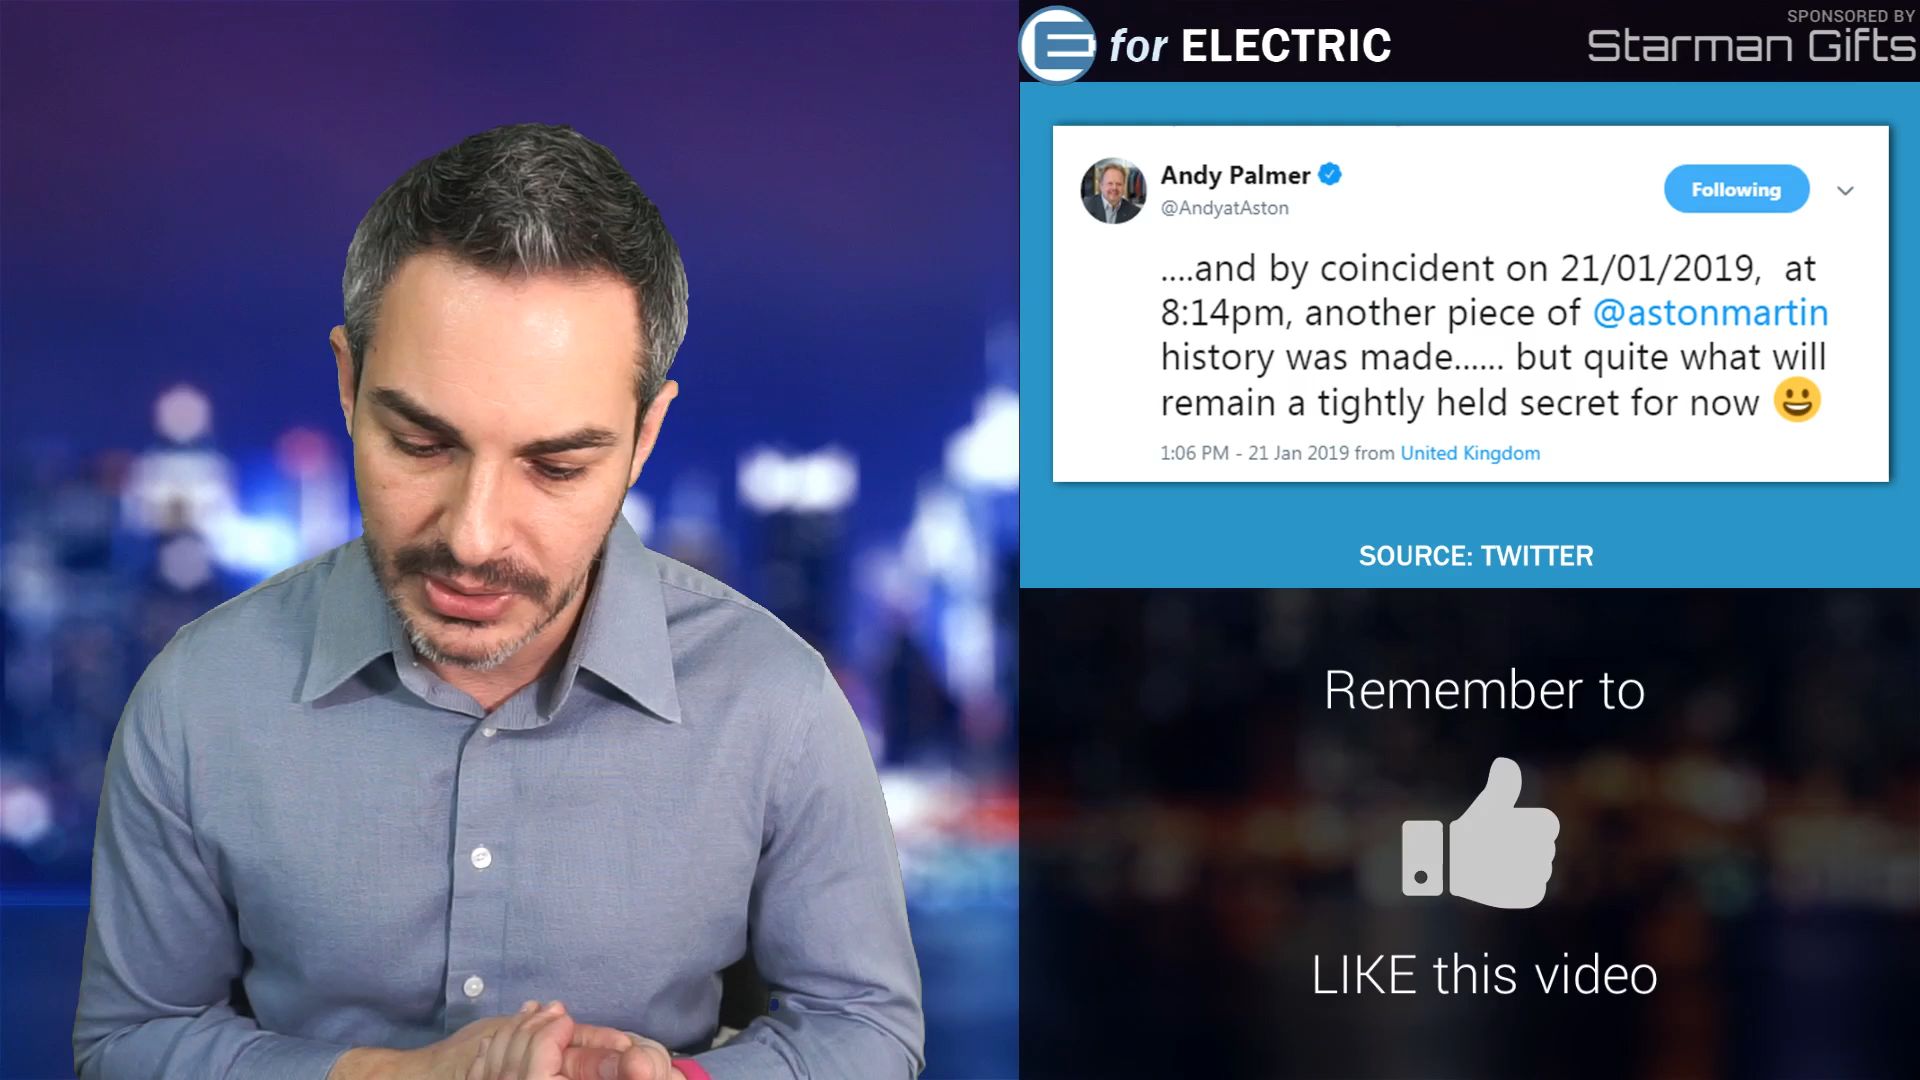 for ELECTRIC
SPONSORED BY
Starman Gifts
Andy Palmer
@AndyatAston
Following
....and by coincident on 21/01/2019, at
8:14pm, another piece of @astonmartin
history was made...... but quite what will
remain a tightly held secret for now 😀
1:06 PM - 21 Jan 2019 from United Kingdom
SOURCE: TWITTER
Remember to
LIKE this video